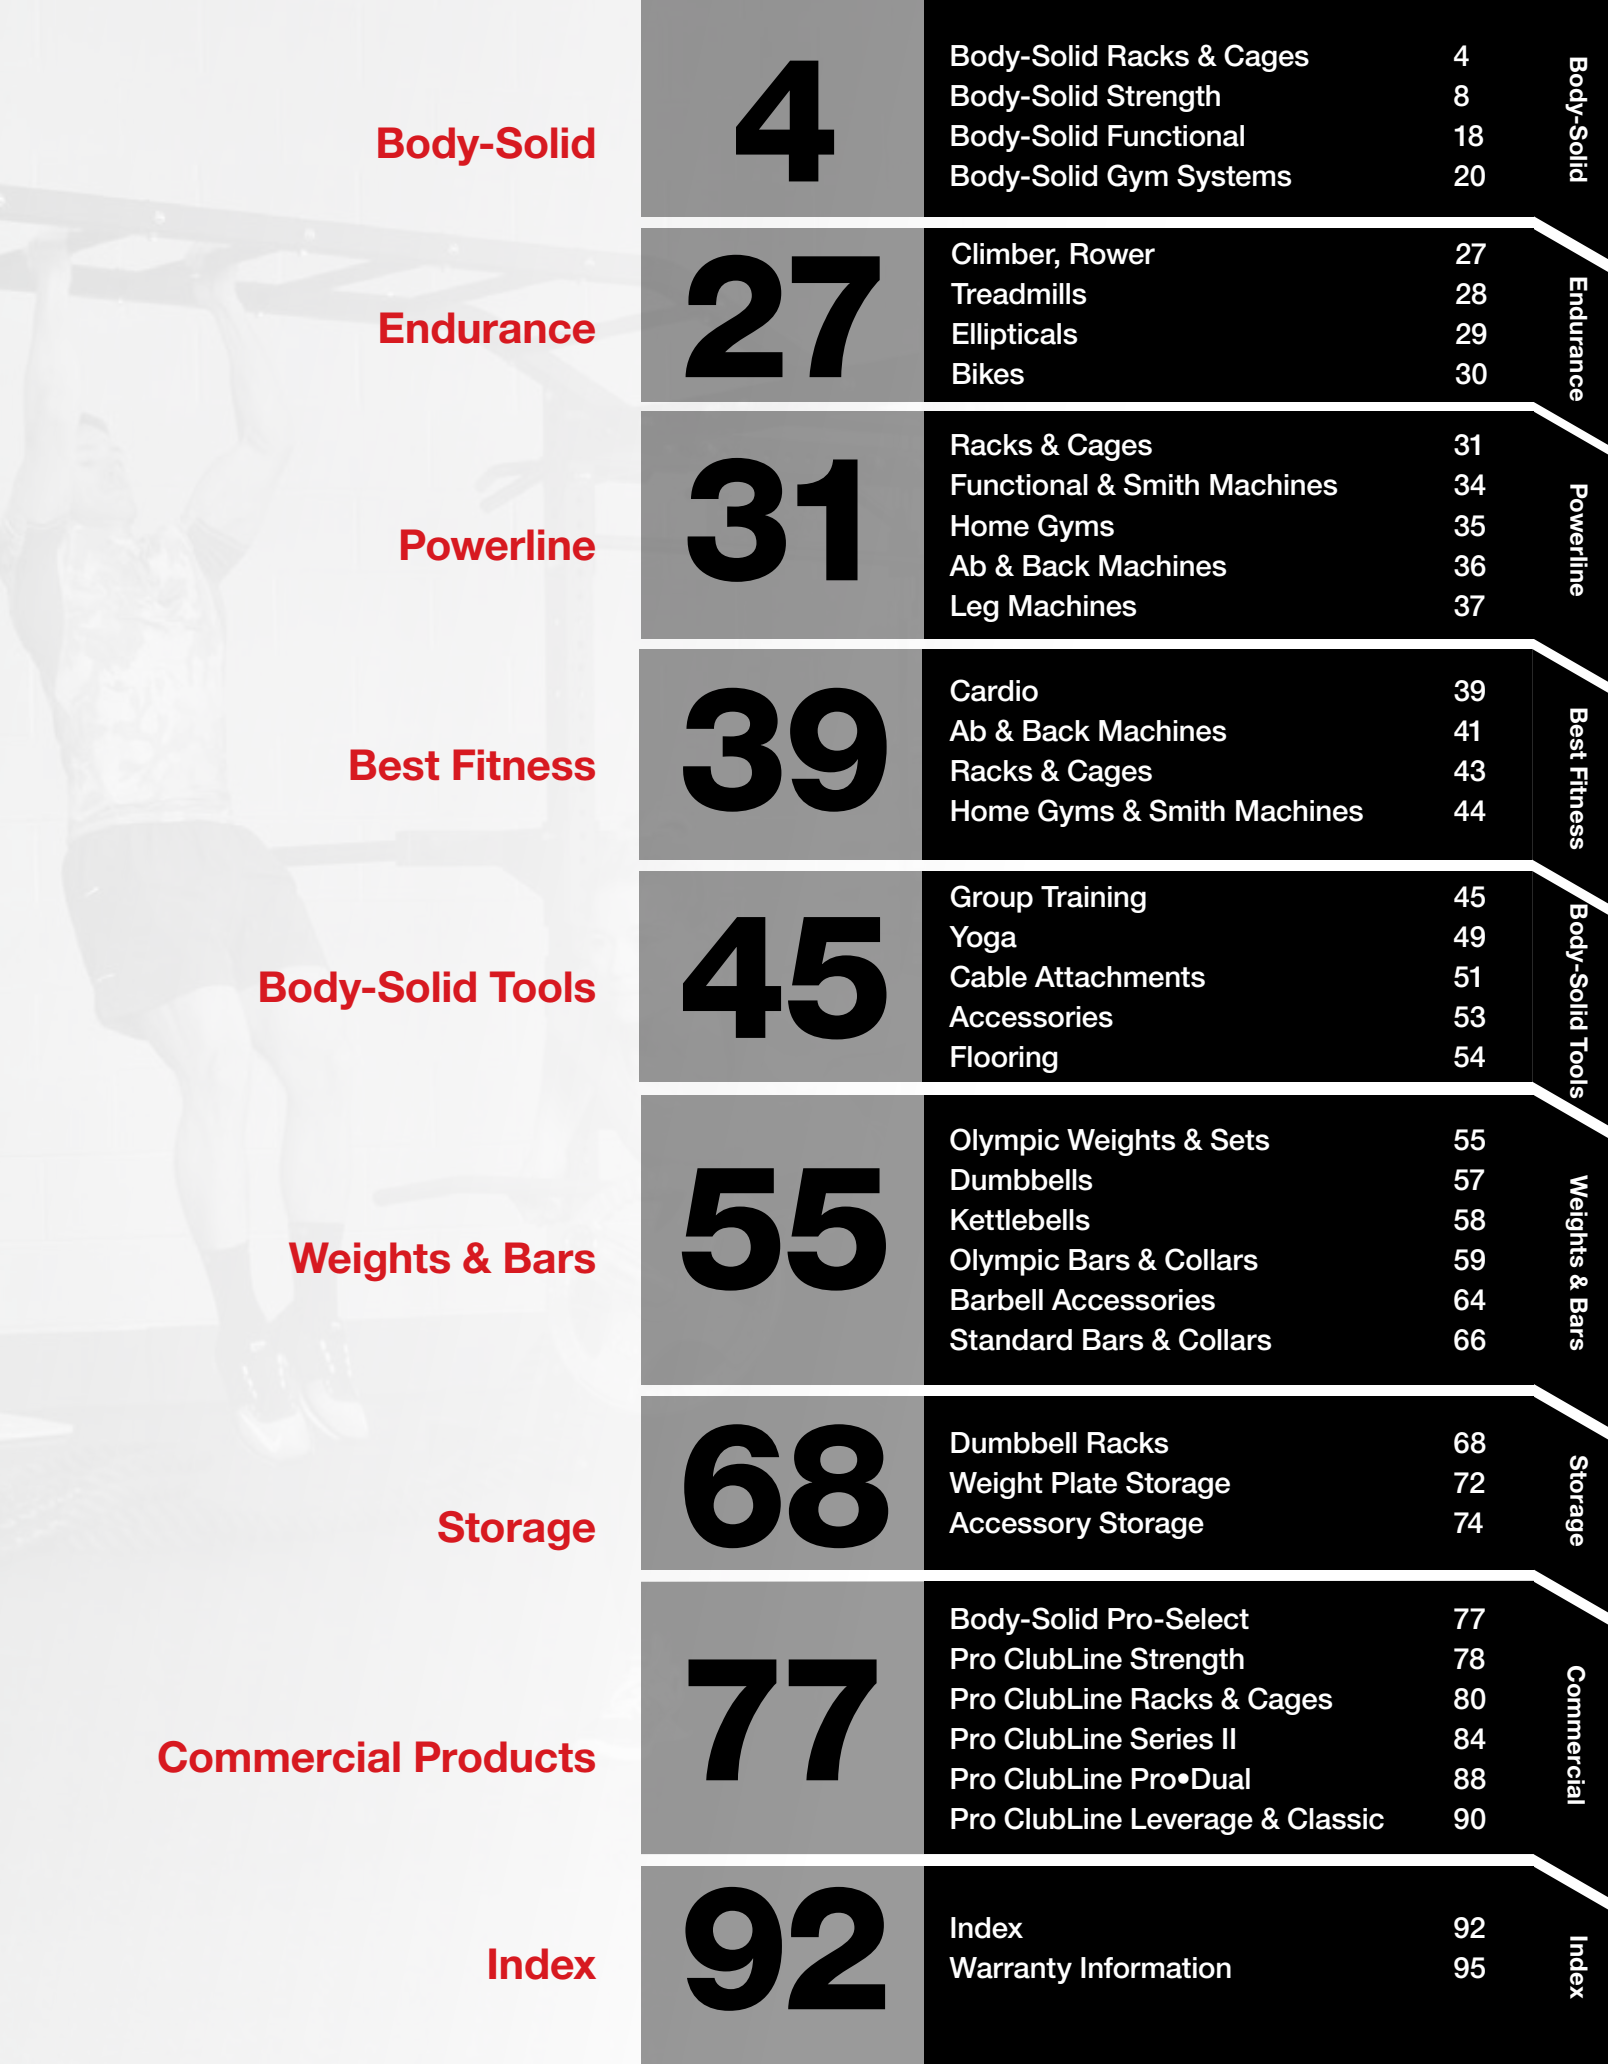 Body-Solid
4
Body-Solid Racks & Cages 4
Body-Solid Strength 8
Body-Solid Functional 18
Body-Solid Gym Systems 20
Body-Solid
Endurance
27
Climber, Rower 27
Treadmills 28
Ellipticals 29
Bikes 30
Endurance
Powerline
31
Racks & Cages 31
Functional & Smith Machines 34
Home Gyms 35
Ab & Back Machines 36
Leg Machines 37
Powerline
Best Fitness
39
Cardio 39
Ab & Back Machines 41
Racks & Cages 43
Home Gyms & Smith Machines 44
Best Fitness
Body-Solid Tools
45
Group Training 45
Yoga 49
Cable Attachments 51
Accessories 53
Flooring 54
Body-Solid Tools
Weights & Bars
55
Olympic Weights & Sets 55
Dumbbells 57
Kettlebells 58
Olympic Bars & Collars 59
Barbell Accessories 64
Standard Bars & Collars 66
Weights & Bars
Storage
68
Dumbbell Racks 68
Weight Plate Storage 72
Accessory Storage 74
Storage
Commercial Products
77
Body-Solid Pro-Select 77
Pro ClubLine Strength 78
Pro ClubLine Racks & Cages 80
Pro ClubLine Series II 84
Pro ClubLine Pro•Dual 88
Pro ClubLine Leverage & Classic 90
Commercial
Index
92
Index 92
Warranty Information 95
Index